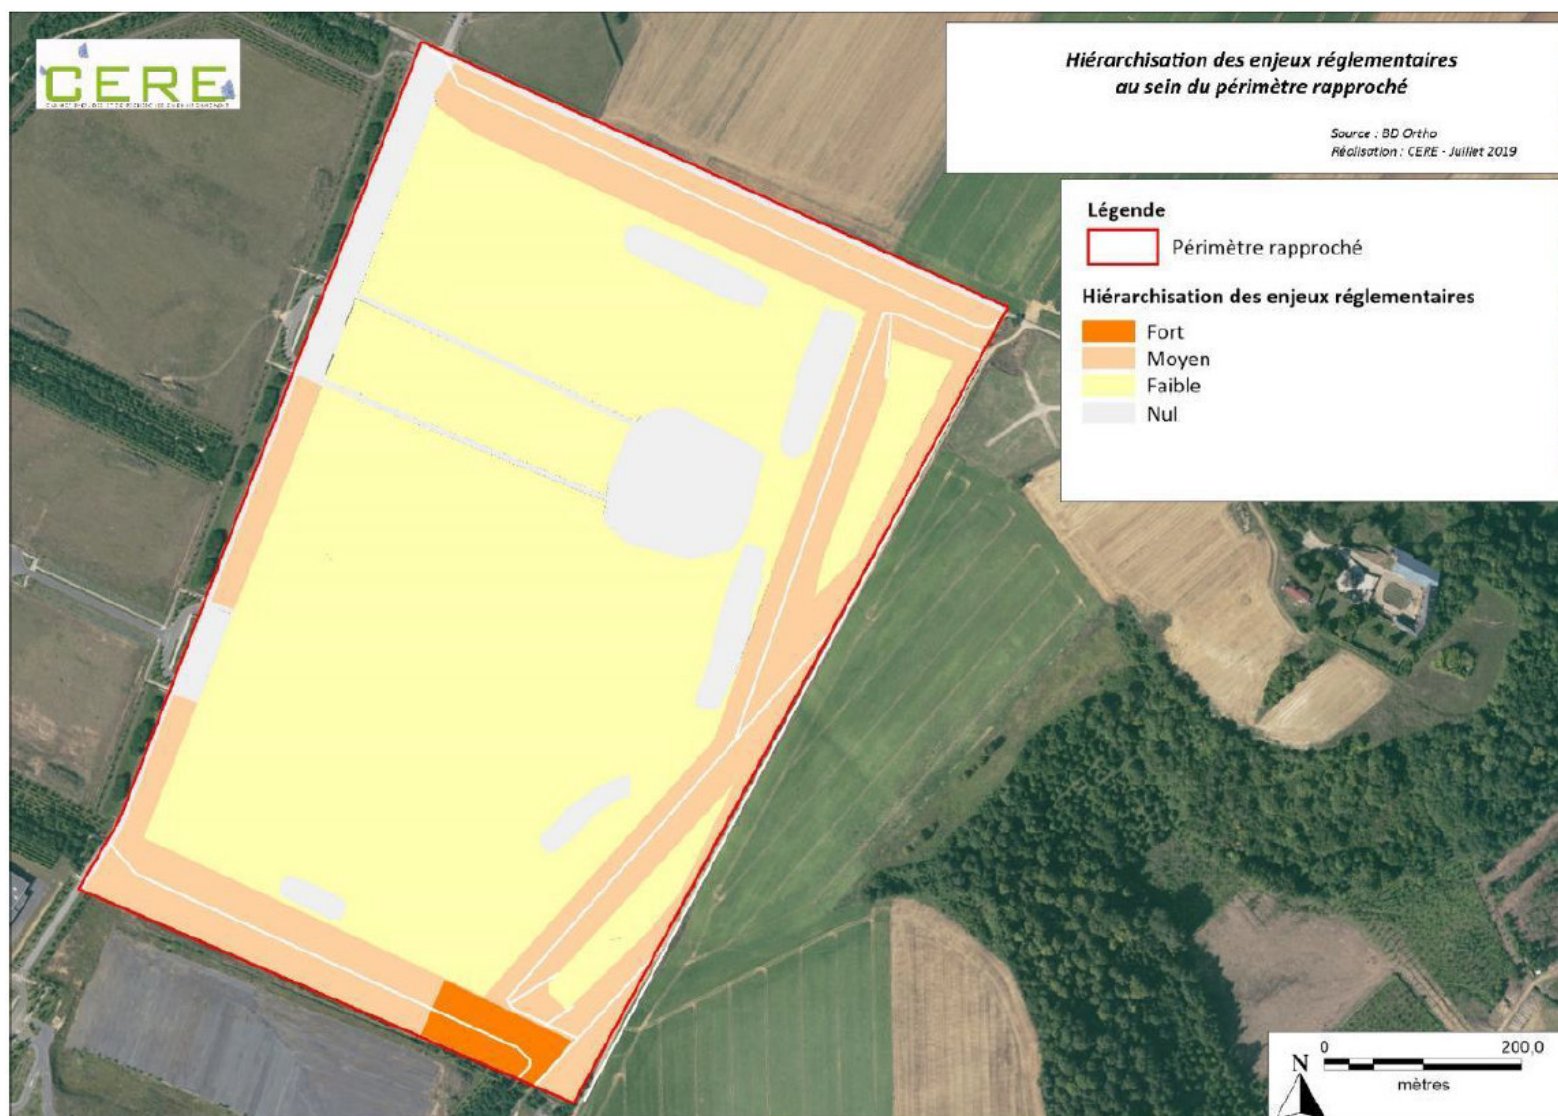 CERE
Hiérarchisation des enjeux réglementaires
au sein du périmètre rapproché
Source : BD Ortho
Réalisation : CERE - Juillet 2019
Légende
Périmètre rapproché
Hiérarchisation des enjeux réglementaires
Fort
Moyen
Faible
Nul
N
0 200,0
mètres